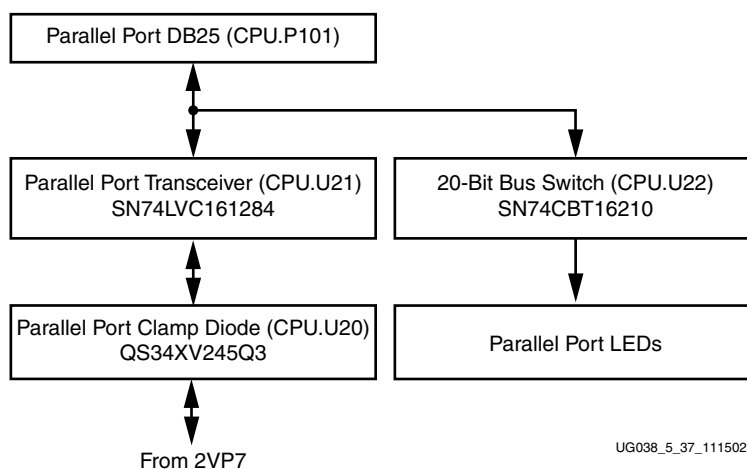 Parallel Port DB25 (CPU.P101)
Parallel Port Transceiver (CPU.U21)
SN74LVC161284
20-Bit Bus Switch (CPU.U22)
SN74CBT16210
Parallel Port Clamp Diode (CPU.U20)
QS34XV245Q3
Parallel Port LEDs
From 2VP7
UG038_5_37_111502